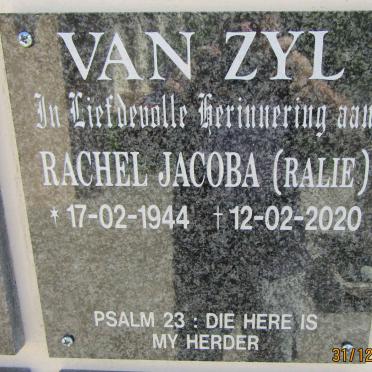 VAN ZYL
In Liefdevolle Herinnering aan
RACHEL JACOBA (RALIE)
* 17-02-1944 † 12-02-2020
PSALM 23 : DIE HERE IS
MY HERDER
31/12